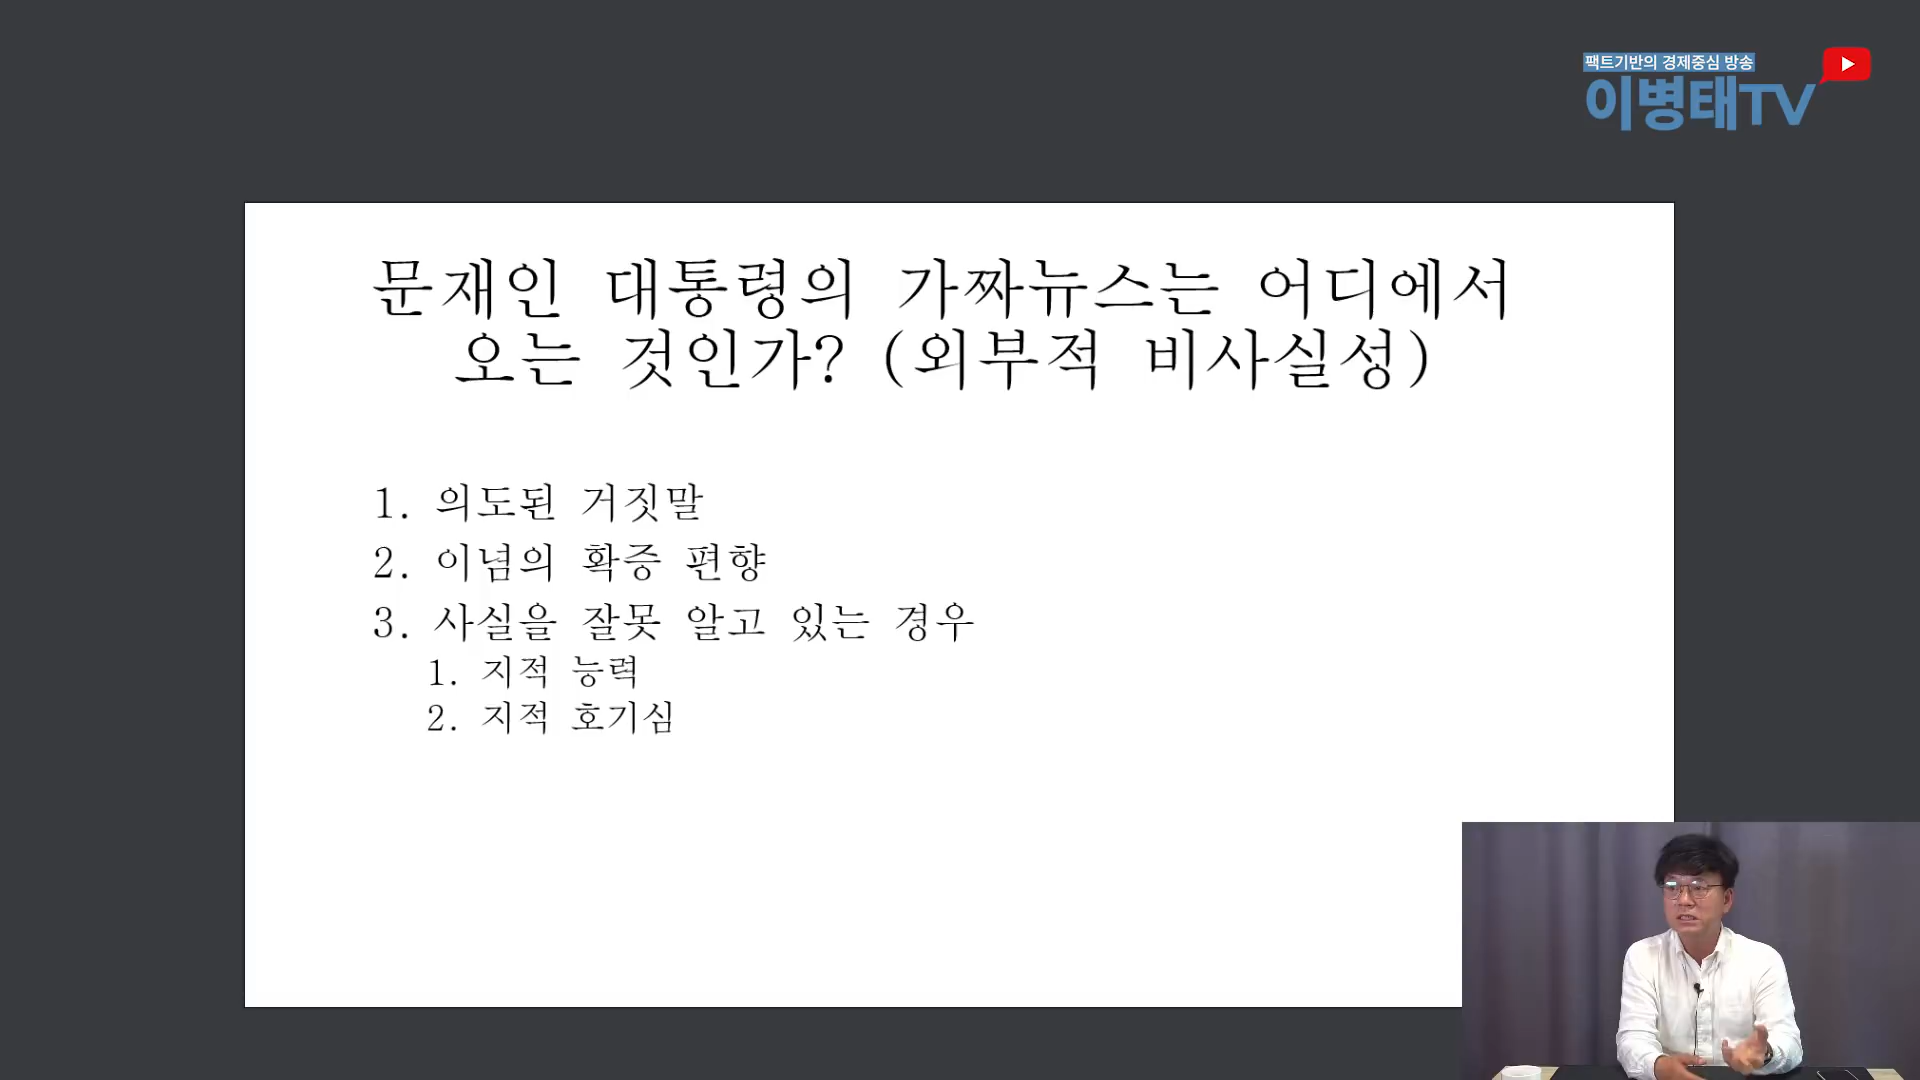 팩트기반의 경제중심 방송
이병태TV
문재인 대통령의 가짜뉴스는 어디에서
오는 것인가? (외부적 비사실성)
1. 의도된 거짓말
2. 이념의 확증 편향
3. 사실을 잘못 알고 있는 경우
1. 지적 능력
2. 지적 호기심